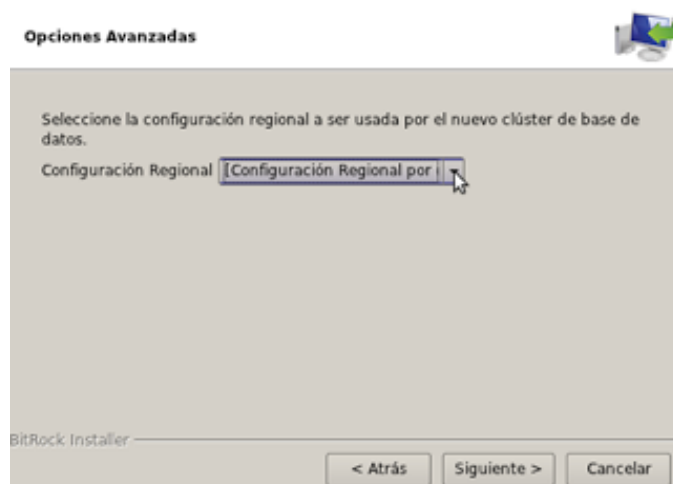 Opciones Avanzadas
Seleccione la configuración regional a ser usada por el nuevo clúster de base de
datos.
Configuración Regional [Configuración Regional por
BitRock Installer
< Atrás Siguiente > Cancelar